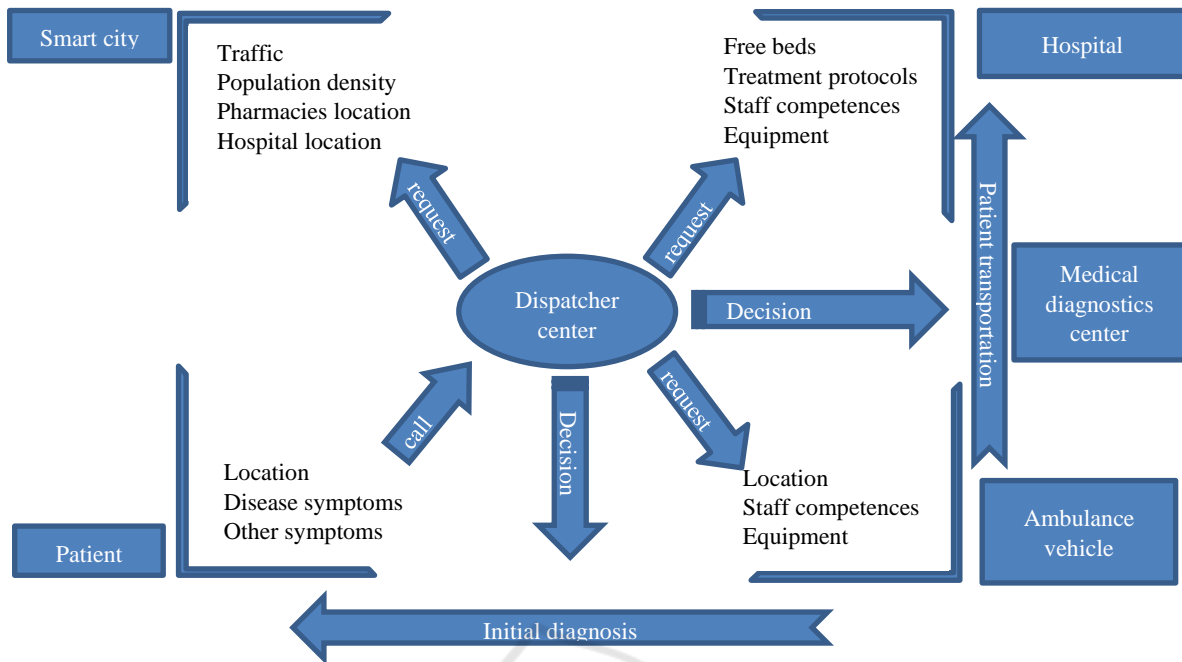 Smart city
Traffic
Population density
Pharmacies location
Hospital location
Free beds
Treatment protocols
Staff competences
Equipment
Hospital
request
request
Patient transportation
Dispatcher
center
Decision
Medical
diagnostics
center
call
Decision
request
Location
Disease symptoms
Other symptoms
Location
Staff competences
Equipment
Patient
Ambulance
vehicle
Initial diagnosis